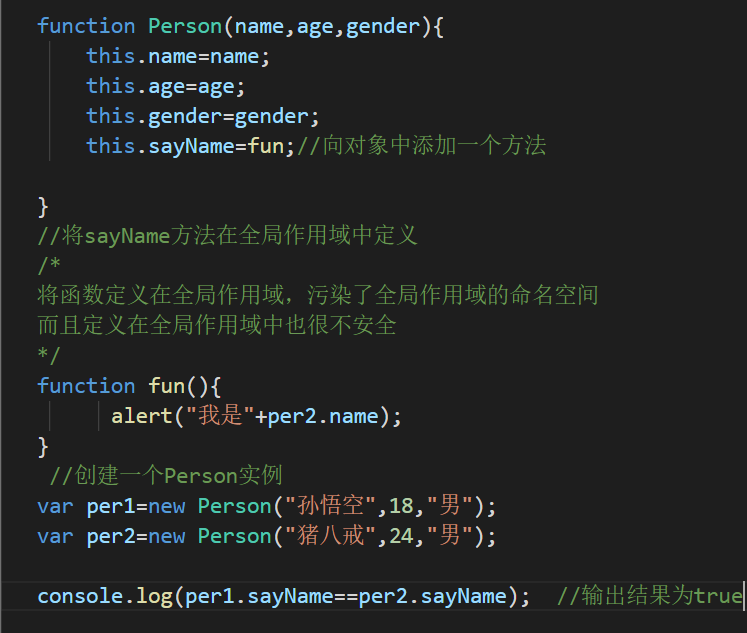 function Person(name,age,gender){
this.name=name;
this.age=age;
this.gender=gender;
this.sayName=fun;//向对象中添加一个方法
}
//将sayName方法在全局作用域中定义
/*
将函数定义在全局作用域，污染了全局作用域的命名空间
而且定义在全局作用域中也很不安全
*/
function fun(){
alert("我是"+per2.name);
}
//创建一个Person实例
var per1=new Person("孙悟空",18,"男");
var per2=new Person("猪八戒",24,"男");
console.log(per1.sayName==per2.sayName);  //输出结果为true